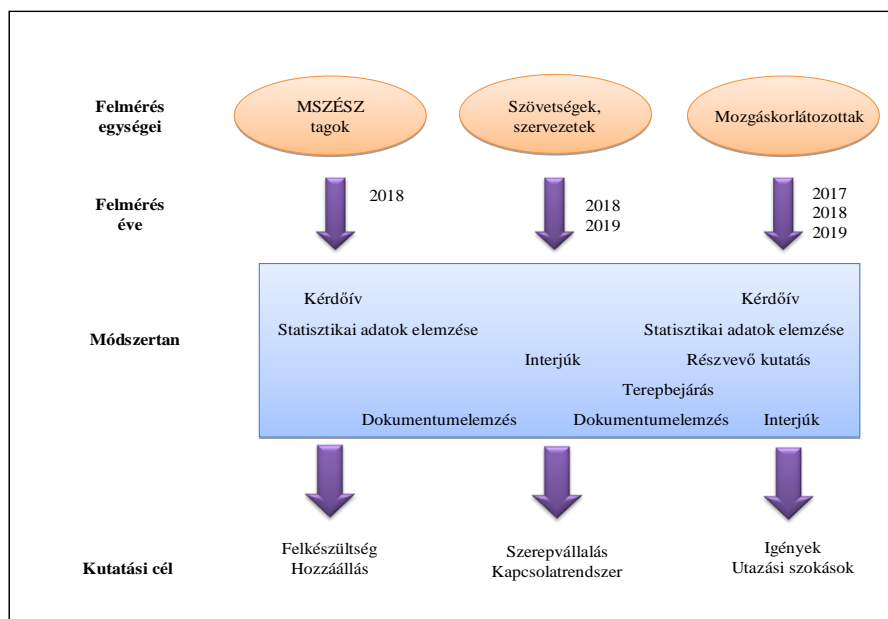 Felmérés
egységei
MSZÉSZ
tagok
Szövetségek,
szervezetek
Mozgáskorlátozottak
Felmérés
éve
2018
2018
2019
2017
2018
2019
Módszertan
Kérdőív
Kérdőív
Statisztikai adatok elemzése
Statisztikai adatok elemzése
Interjúk
Részvevő kutatás
Terepbejárás
Dokumentumelemzés
Dokumentumelemzés
Interjúk
Kutatási cél
Felkészültség
Hozzáállás
Szerepvállalás
Kapcsolatrendszer
Igények
Utazási szokások